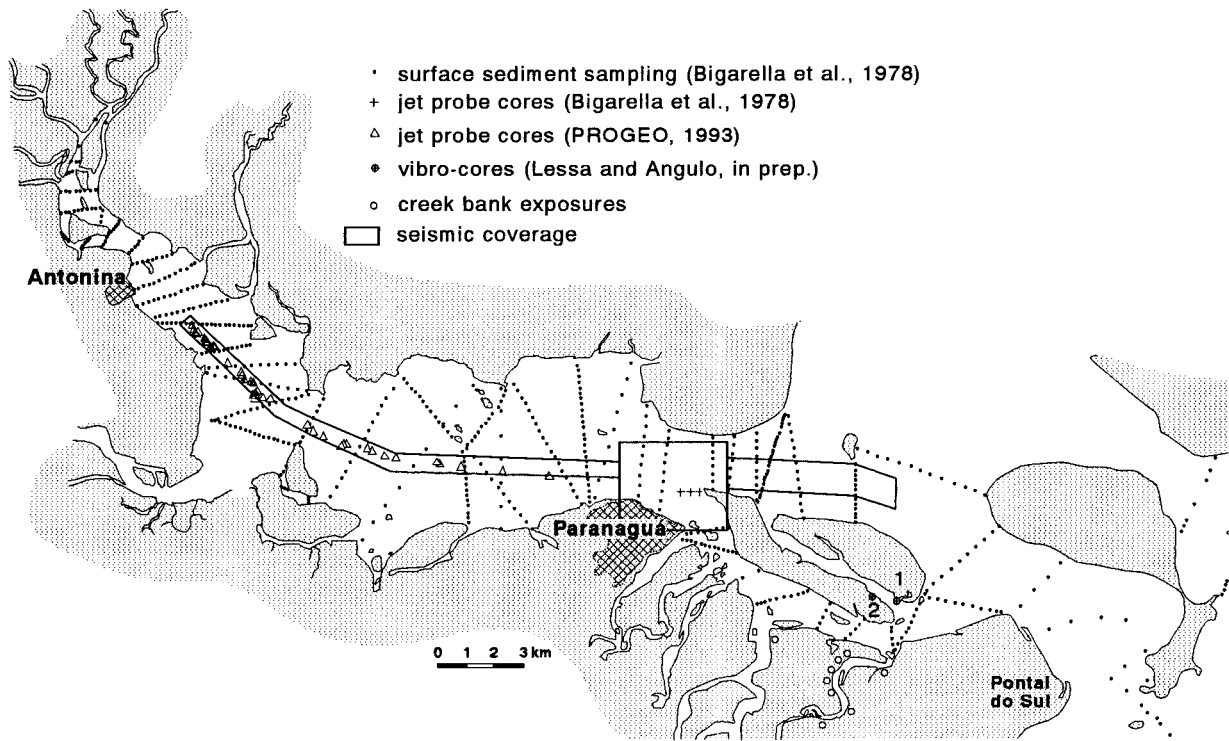 surface sediment sampling (Bigarella et al., 1978)
jet probe cores (Bigarella et al., 1978)
jet probe cores (PROGEO, 1993)
vibro-cores (Lessa and Angulo, in prep.)
creek bank exposures
seismic coverage
Antonina
Paranaguá
1
2
0 1 2 3 km
Pontal
do Sul